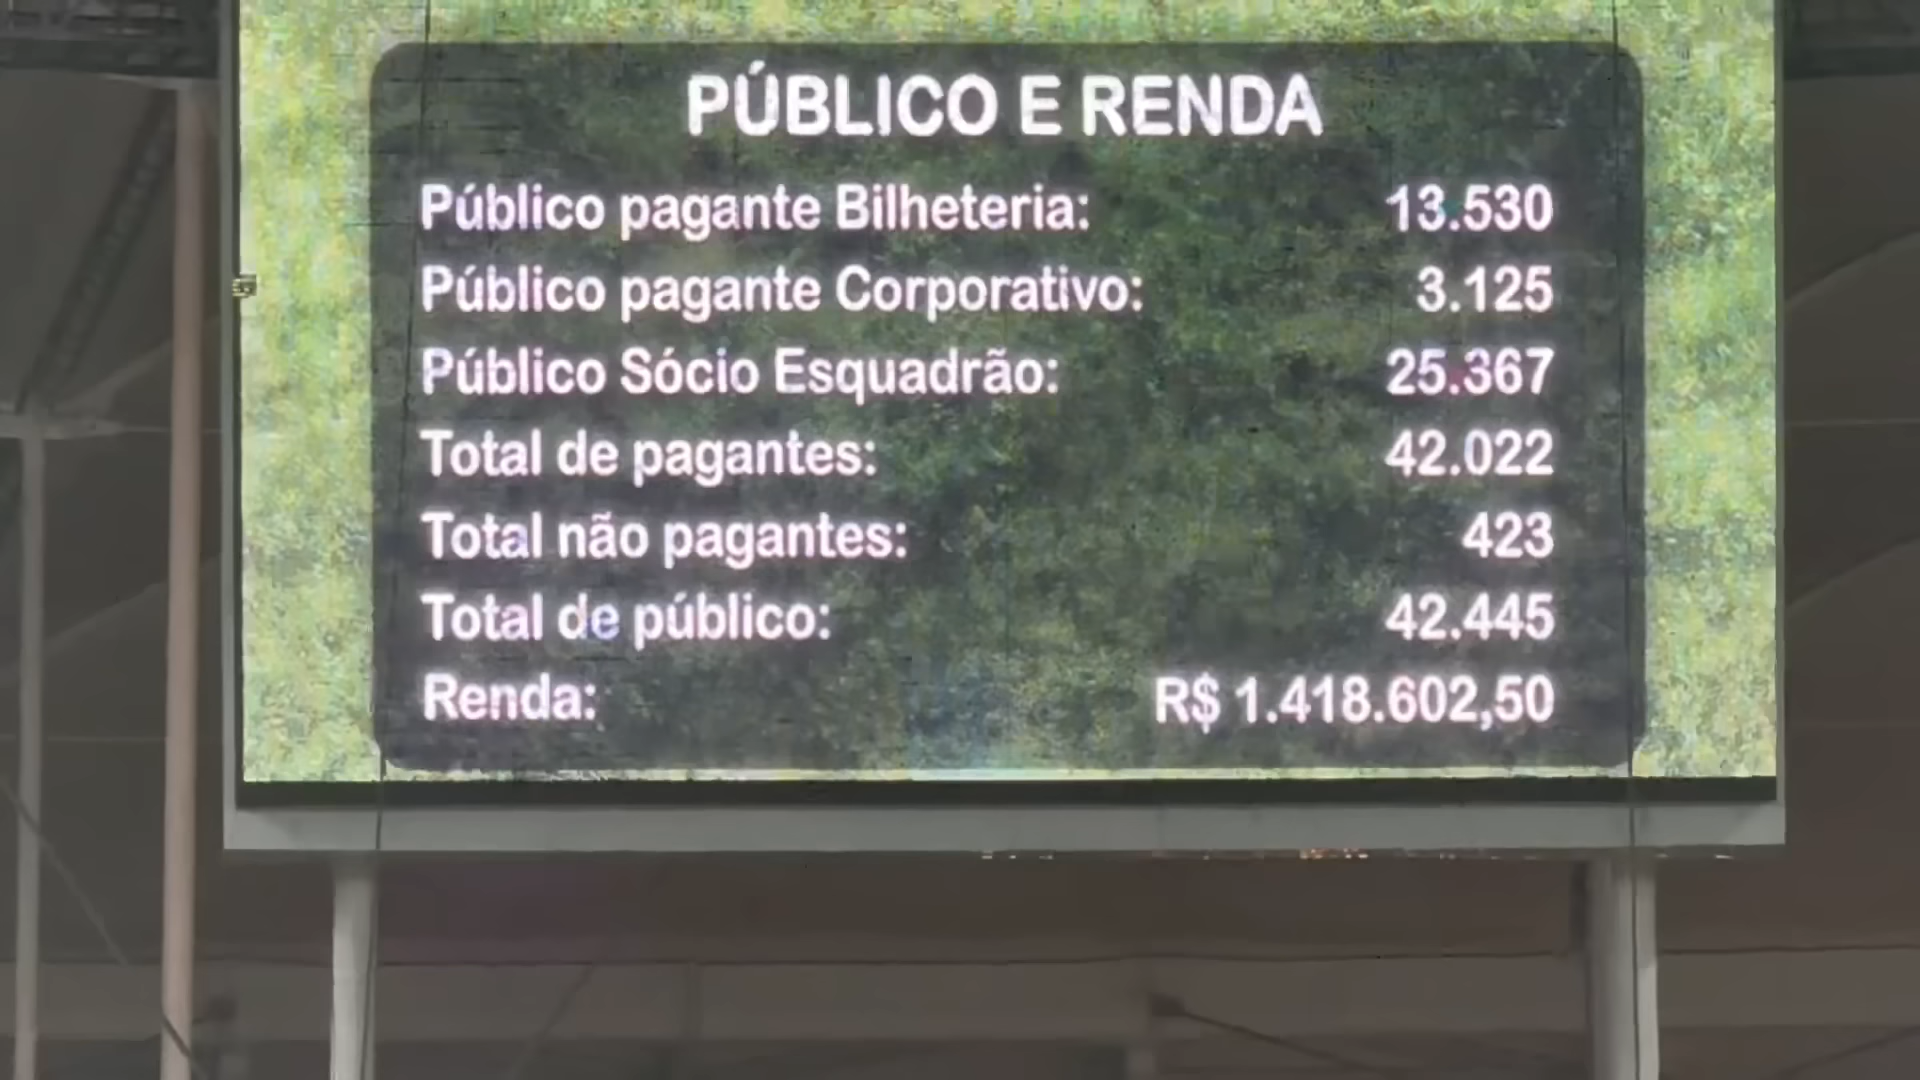 PÚBLICO E RENDA
Público pagante Bilheteria: 13.530
Público pagante Corporativo: 3.125
Público Sócio Esquadrão: 25.367
Total de pagantes: 42.022
Total não pagantes: 423
Total de público: 42.445
Renda: R$ 1.418.602,50